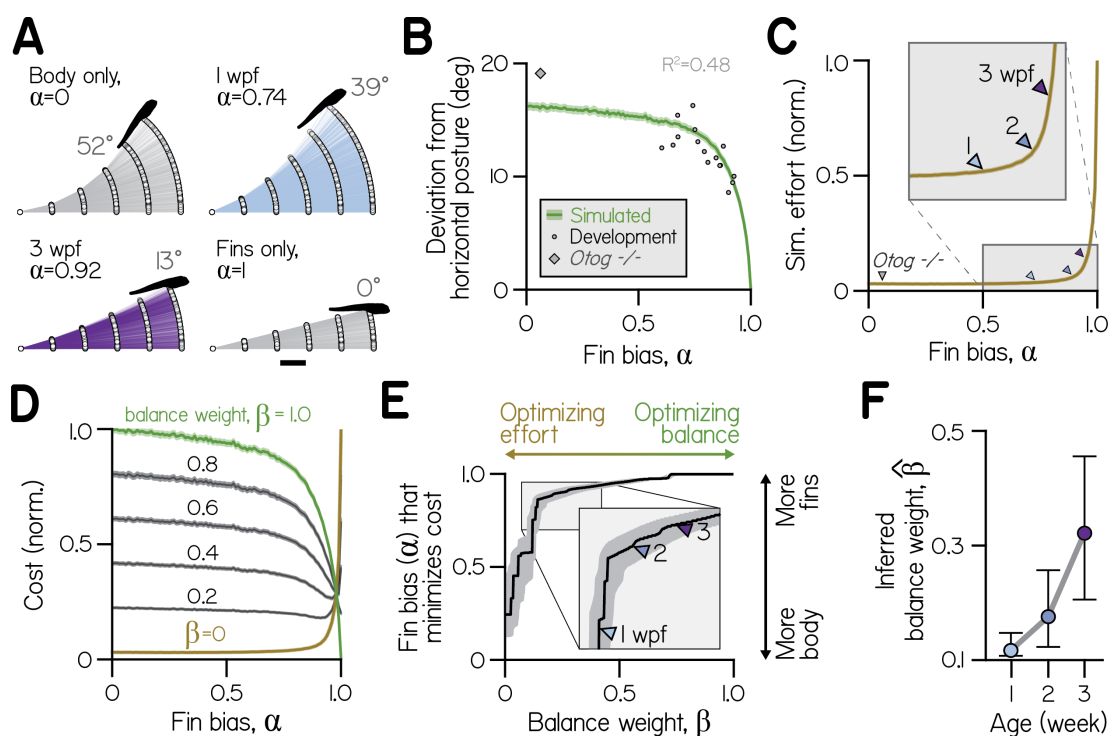 A
Body only,
α=0
52°
1 wpf
α=0.74
39°
3 wpf
α=0.92
13°
Fins only,
α=1
0°
B
Deviation from
horizontal posture (deg)
20
10
0
R²=0.48
Simulated
Development
Otog -/-
0
0.5
1.0
Fin bias, α
C
Sim. effort (norm.)
1.0
0.5
0
3 wpf
2
1
Otog -/-
0
0.5
1.0
Fin bias, α
D
balance weight, β = 1.0
Cost (norm.)
1.0
0.5
0
0.8
0.6
0.4
0.2
β=0
0
0.5
1.0
Fin bias, α
E
Optimizing
effort
Optimizing
balance
Fin bias (α) that
minimizes cost
1.0
0.5
0
3
2
1 wpf
More
fins
More
body
0
0.5
1.0
Balance weight, β
F
Inferred
balance weight, β̂
0.5
0.3
0.1
1
2
3
Age (week)